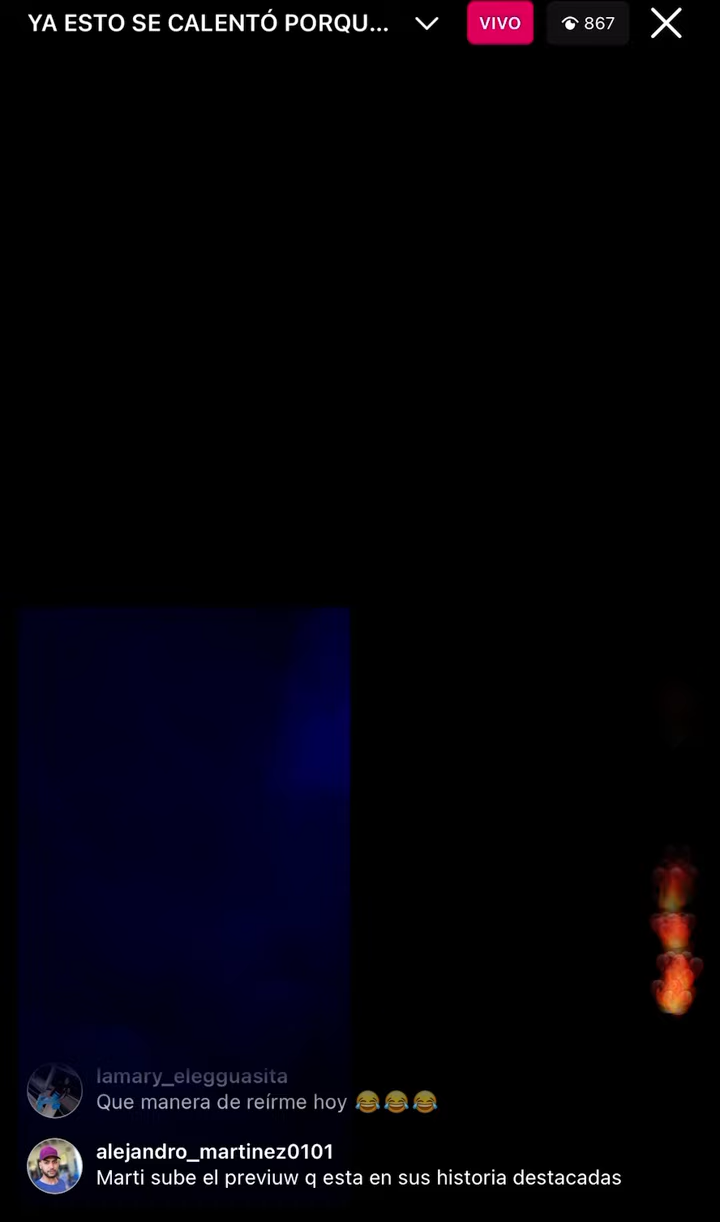 YA ESTO SE CALENTÓ PORQU...
VIVO
867
lamary_elegguasita
Que manera de reírme hoy 😂😂😂
alejandro_martinez0101
Marti sube el previuw q esta en sus historia destacadas